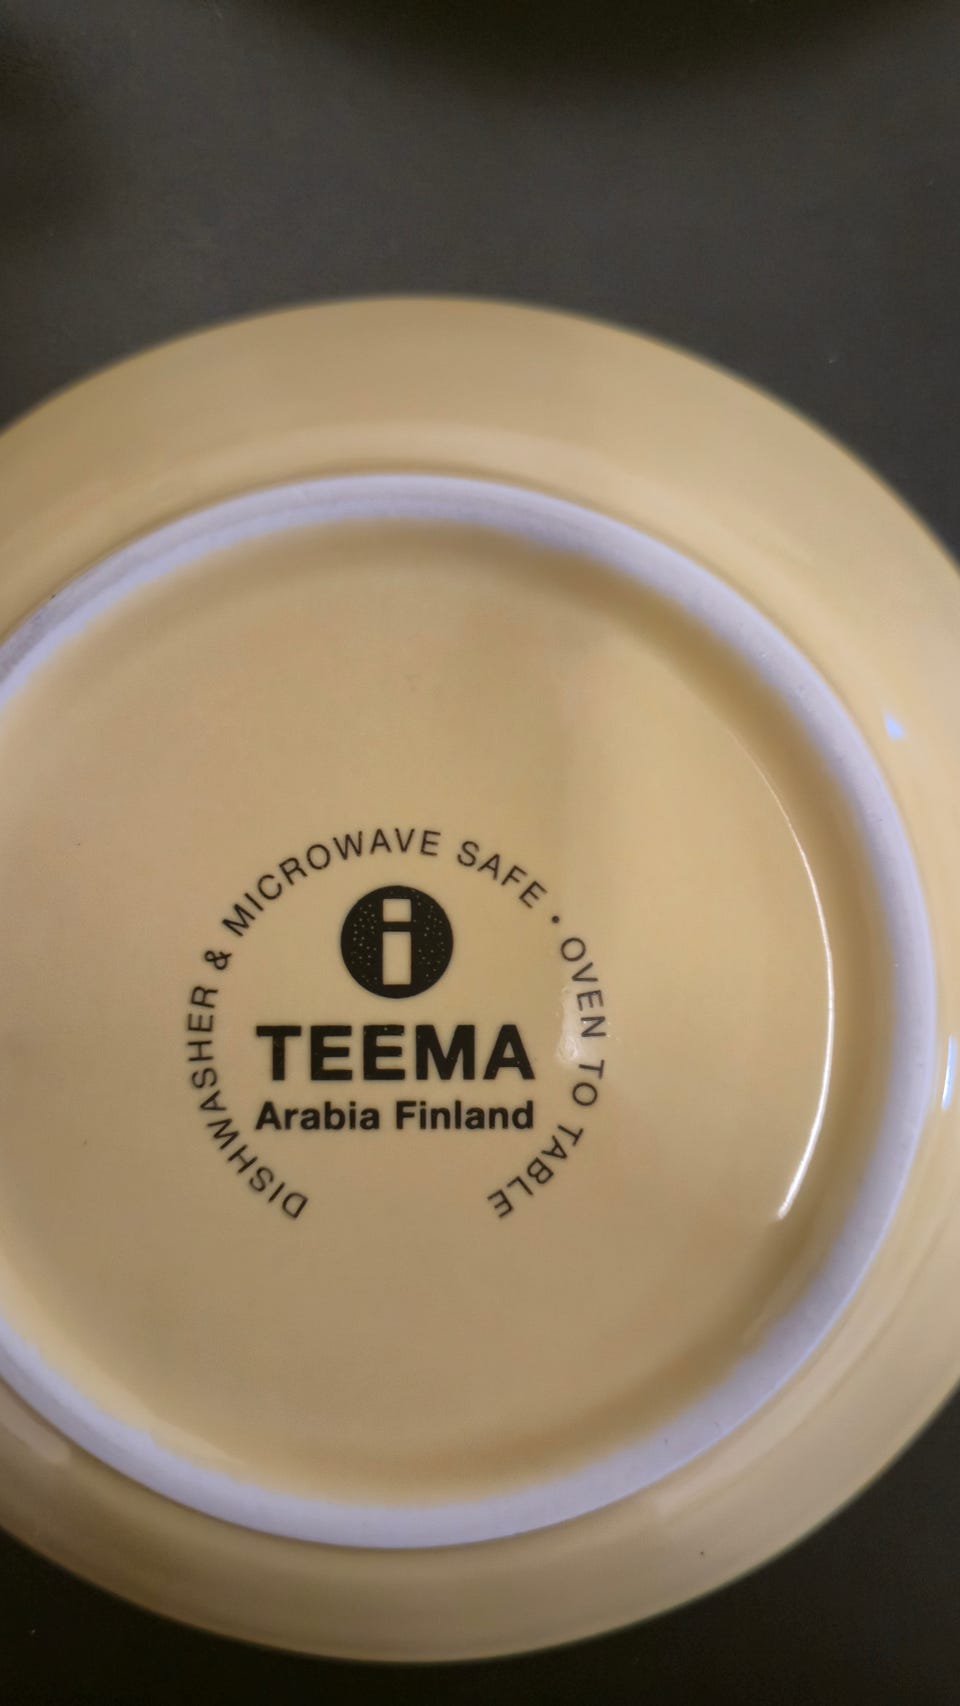 DISHWASHER & MICROWAVE SAFE • OVEN TO TABLE
i
TEEMA
Arabia Finland